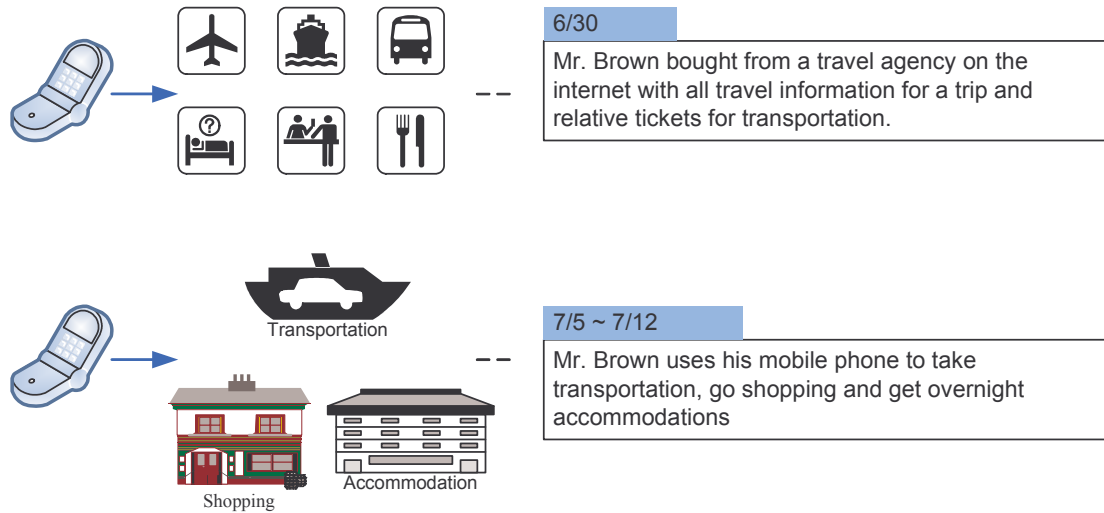 6/30
Mr. Brown bought from a travel agency on the
internet with all travel information for a trip and
relative tickets for transportation.
?
Transportation
7/5 ~ 7/12
Mr. Brown uses his mobile phone to take
transportation, go shopping and get overnight
accommodations
Accommodation
Shopping